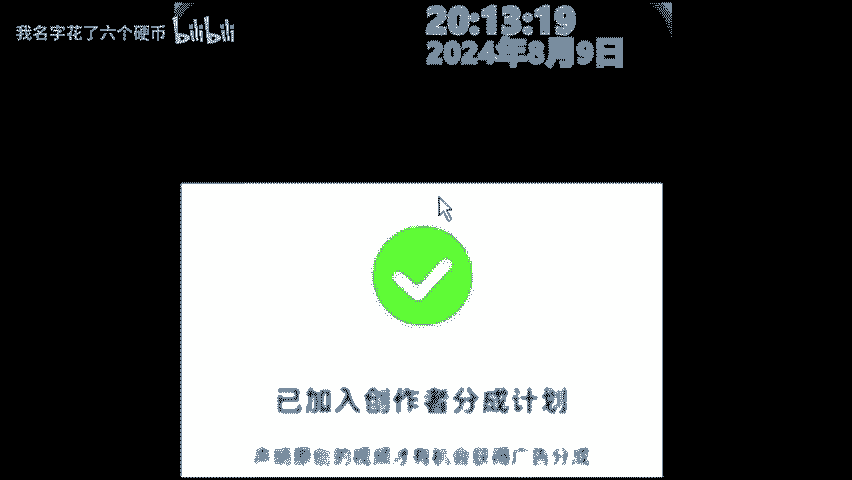 我名字花了六个硬币 bilibili
20:13:19
2024年8月9日
已加入创作者分成计划
的视频才有机会获得广告分成